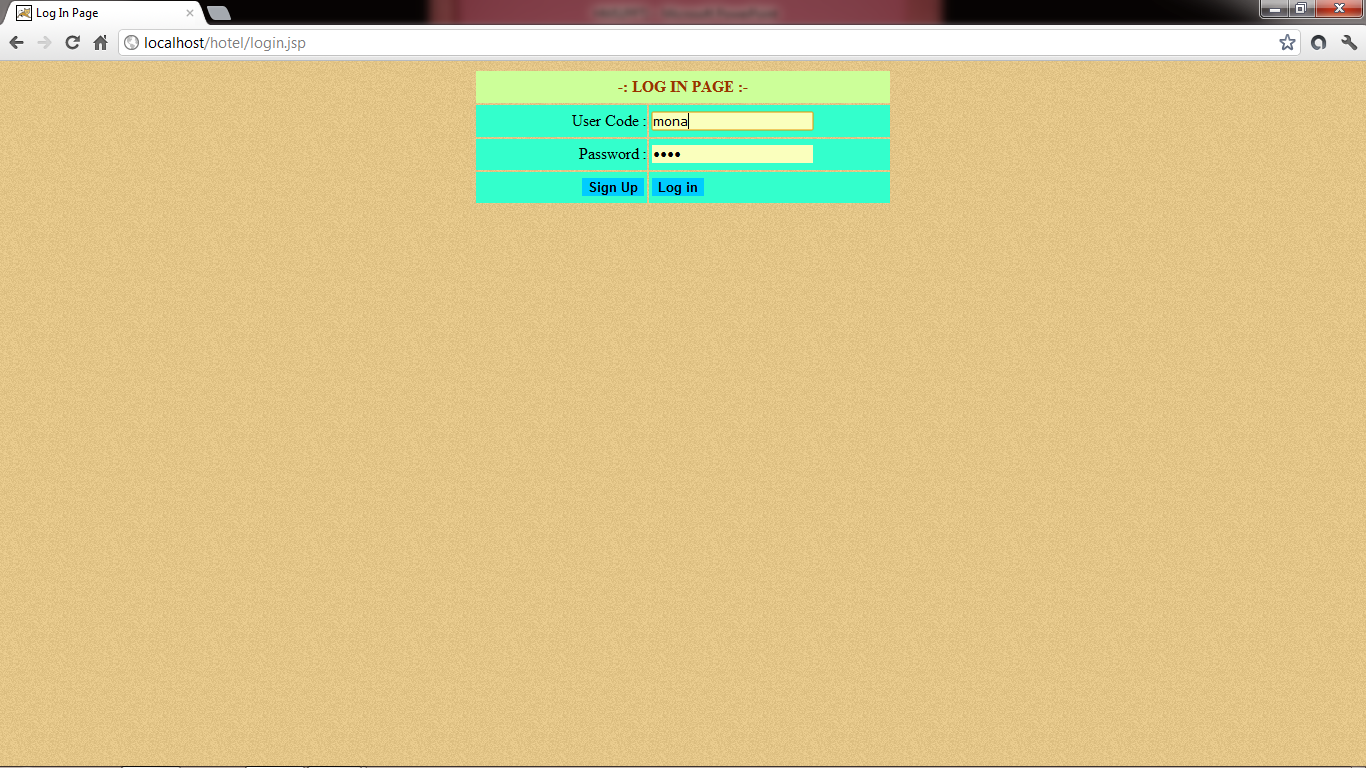 Log In Page
localhost/hotel/login.jsp
-: LOG IN PAGE :-
User Code : mona
Password : ••••
Sign Up Log in